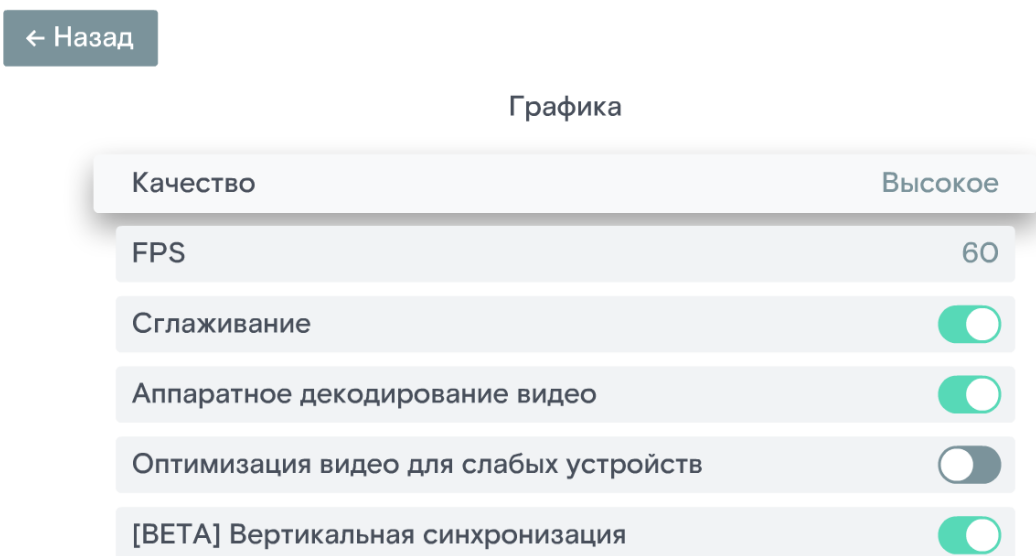 ← Назад
Графика
Качество Высокое
FPS 60
Сглаживание
Аппаратное декодирование видео
Оптимизация видео для слабых устройств
[BETA] Вертикальная синхронизация